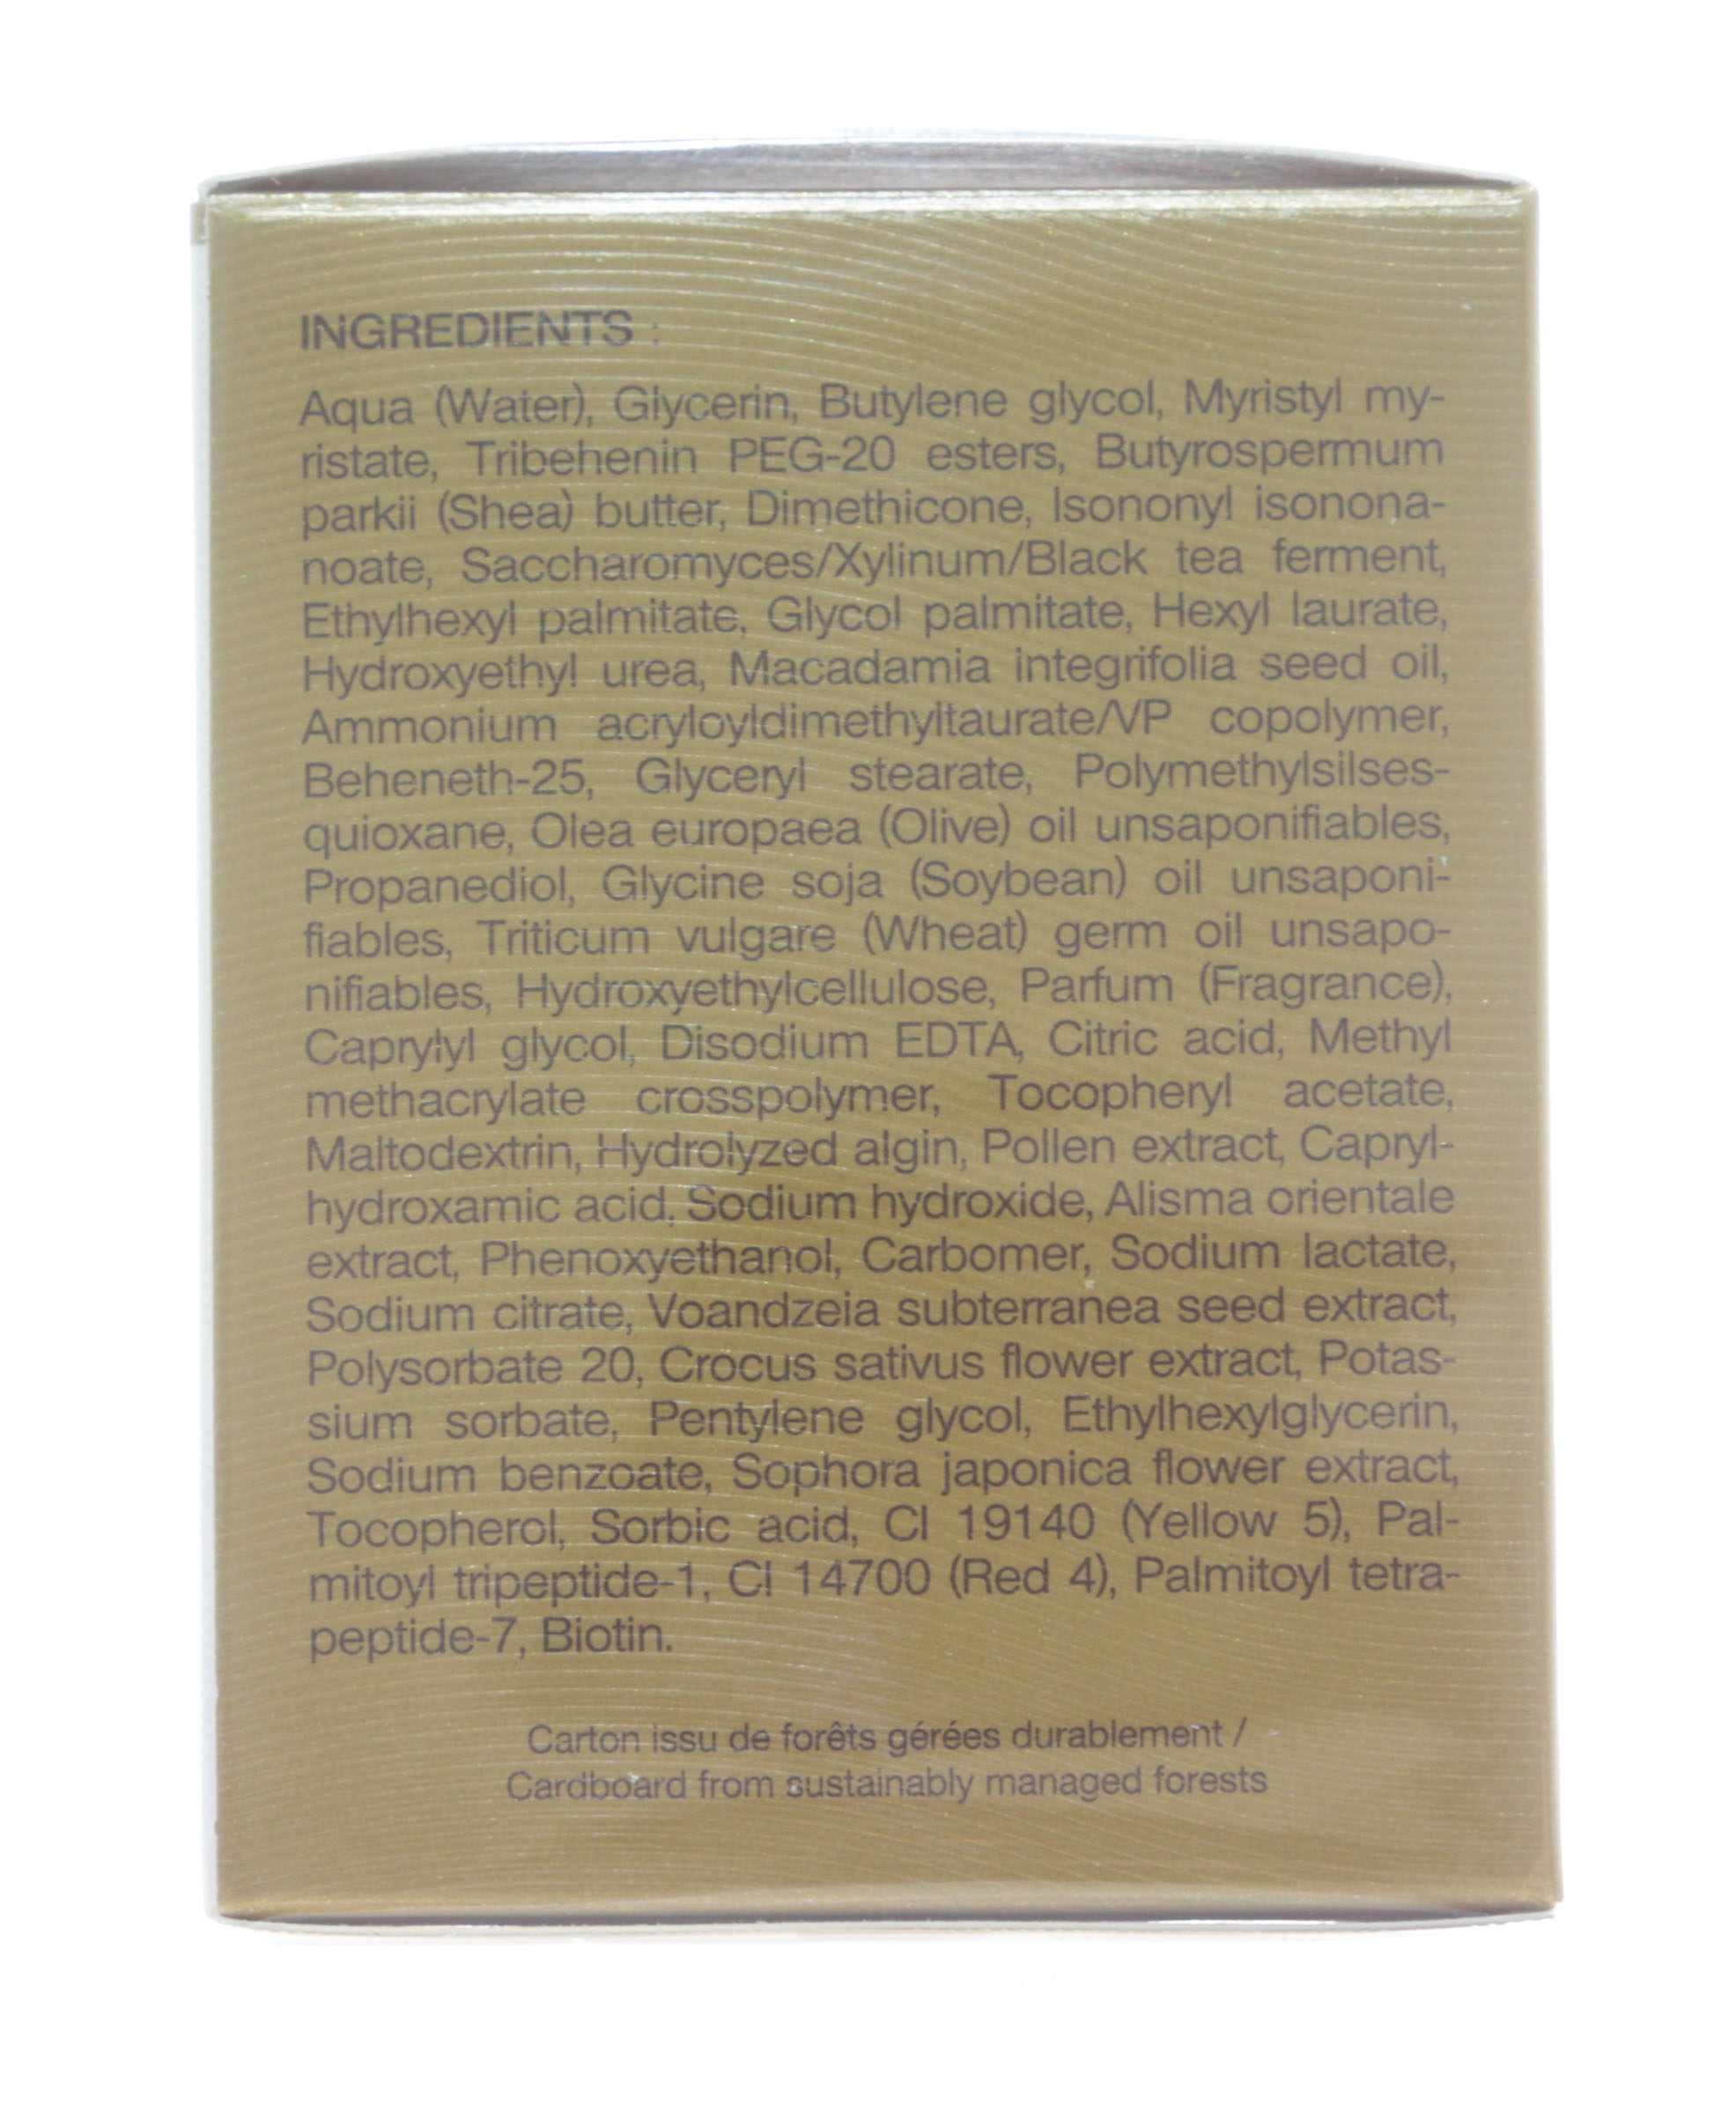 INGREDIENTS :
Aqua (Water), Glycerin, Butylene glycol, Myristyl my-
ristate, Tribehenin PEG-20 esters, Butyrospermum
parkii (Shea) butter, Dimethicone, Isononyl isonona-
noate, Saccharomyces/Xylinum/Black tea ferment,
Ethylhexyl palmitate, Glycol palmitate, Hexyl laurate,
Hydroxyethyl urea, Macadamia integrifolia seed oil,
Ammonium acryloyldimethyltaurate/VP copolymer,
Beheneth-25, Glyceryl stearate, Polymethylsilses-
quioxane, Olea europaea (Olive) oil unsaponifiables,
Propanediol, Glycine soja (Soybean) oil unsaponi-
fiables, Triticum vulgare (Wheat) germ oil unsapo-
nifiables, Hydroxyethylcellulose, Parfum (Fragrance),
Caprylyl glycol, Disodium EDTA, Citric acid, Methyl
methacrylate crosspolymer, Tocopheryl acetate,
Maltodextrin, Hydrolyzed algin, Pollen extract, Capryl-
hydroxamic acid, Sodium hydroxide, Alisma orientale
extract, Phenoxyethanol, Carbomer, Sodium lactate,
Sodium citrate, Voandzeia subterranea seed extract,
Polysorbate 20, Crocus sativus flower extract, Potas-
sium sorbate, Pentylene glycol, Ethylhexylglycerin,
Sodium benzoate, Sophora japonica flower extract,
Tocopherol, Sorbic acid, CI 19140 (Yellow 5), Pal-
mitoyl tripeptide-1, CI 14700 (Red 4), Palmitoyl tetra-
peptide-7, Biotin.
Carton issu de forêts gérées durablement /
Cardboard from sustainably managed forests